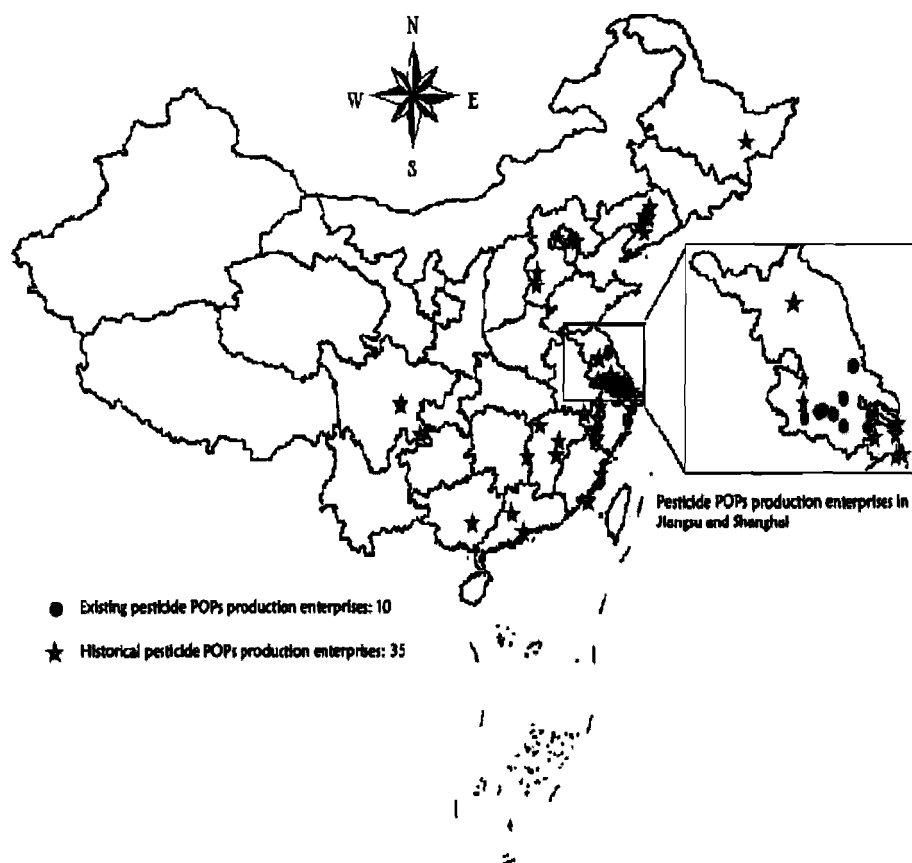 N
W E
S
Pesticide POPs production enterprises in
Jiangsu and Shanghai
Existing pesticide POPs production enterprises: 10
Historical pesticide POPs production enterprises: 35